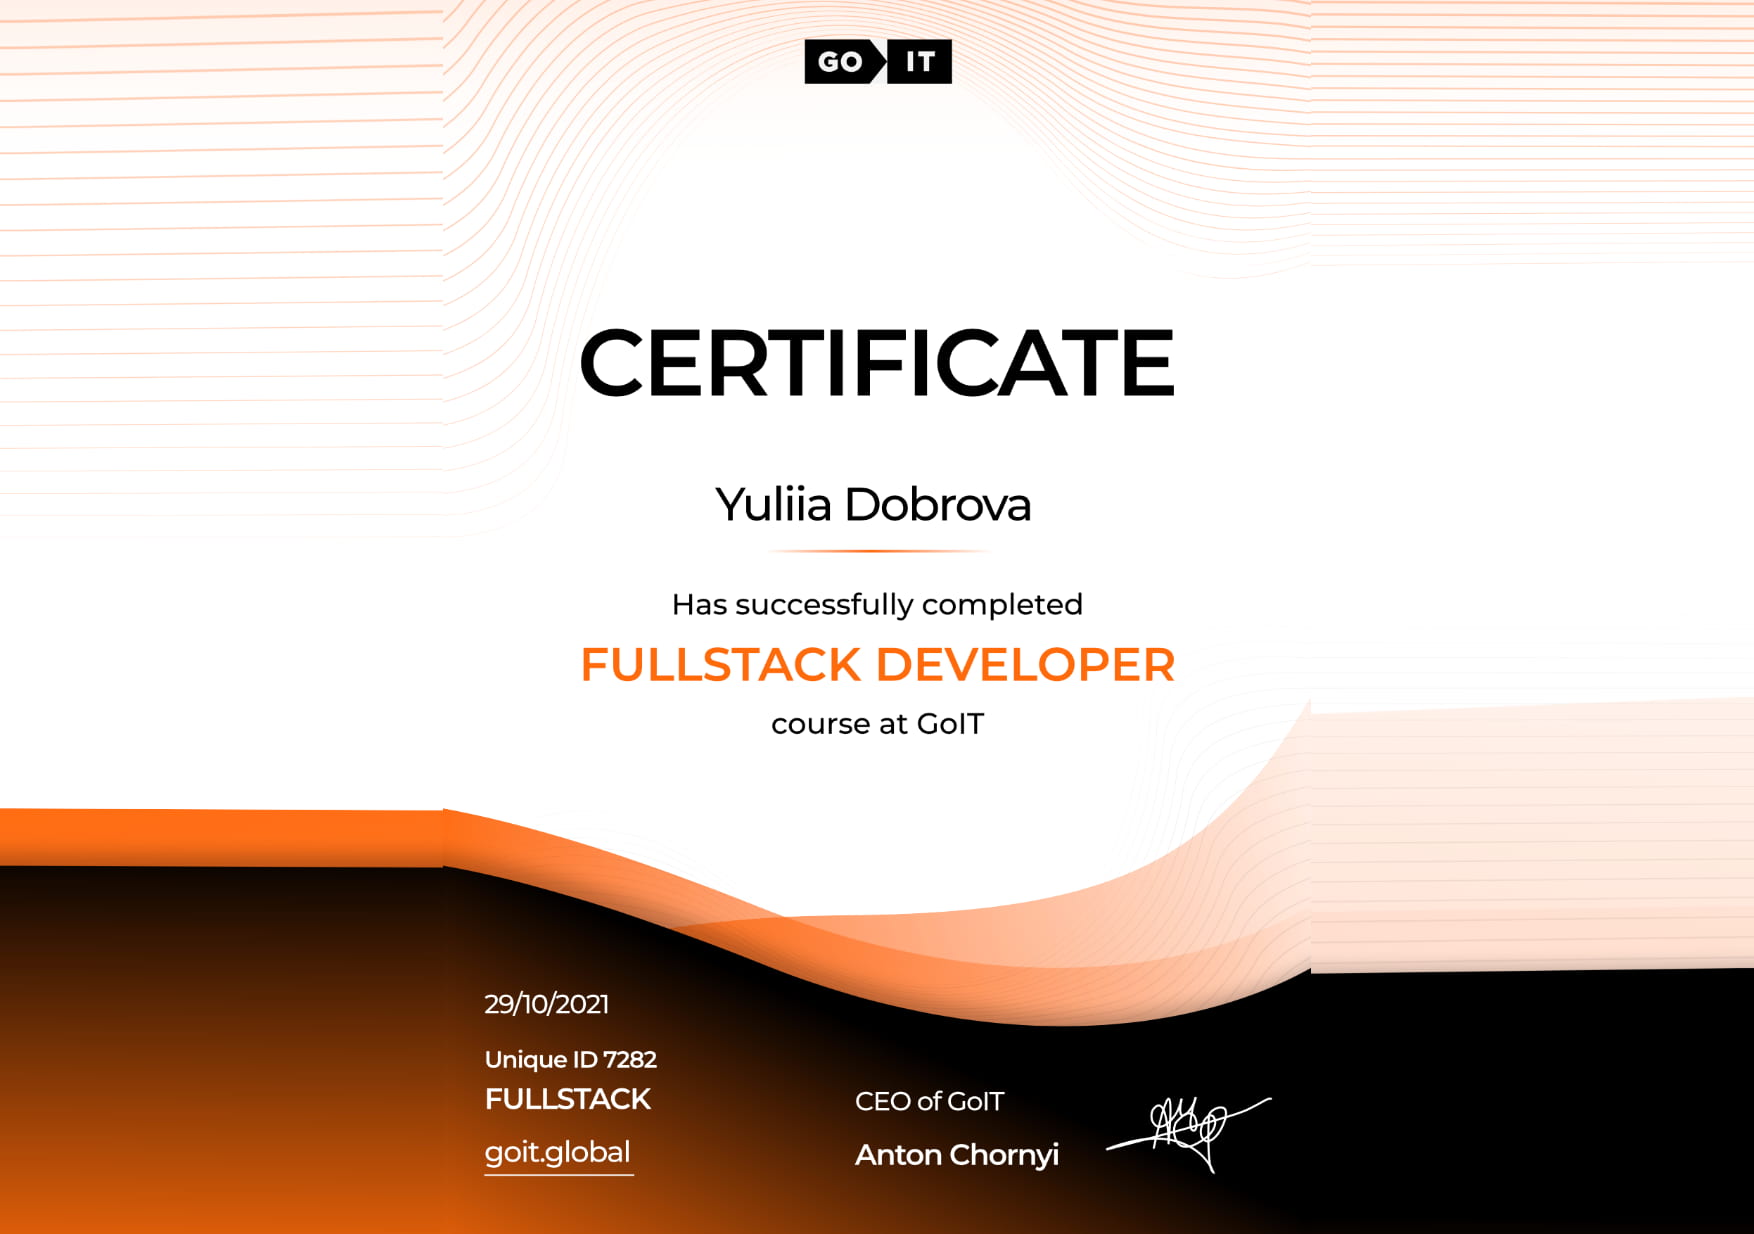 GO IT
CERTIFICATE
Yuliia Dobrova
Has successfully completed
FULLSTACK DEVELOPER
course at GoIT
29/10/2021
Unique ID 7282
FULLSTACK
goit.global
CEO of GoIT
Anton Chornyi